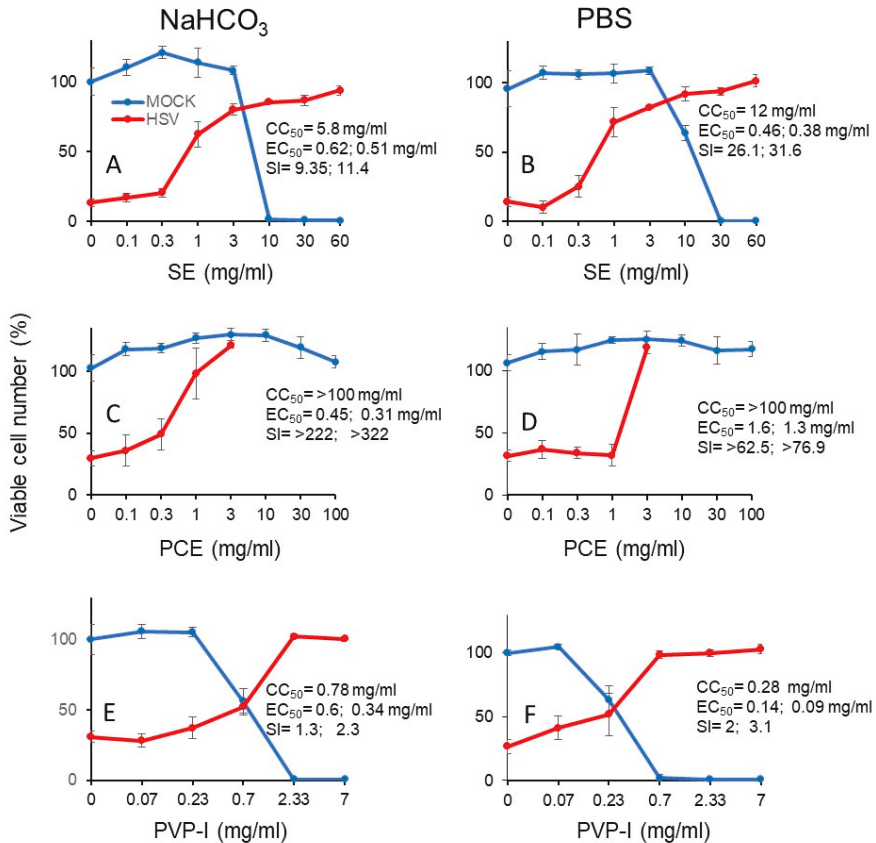 NaHCO₃ PBS
Viable cell number (%)
100
50
0
MOCK
HSV
A
CC₅₀= 5.8 mg/ml
EC₅₀= 0.62; 0.51 mg/ml
SI= 9.35; 11.4
0 0.1 0.3 1 3 10 30 60
SE (mg/ml)
100
50
0
B
CC₅₀= 12 mg/ml
EC₅₀= 0.46; 0.38 mg/ml
SI= 26.1; 31.6
0 0.1 0.3 1 3 10 30 60
SE (mg/ml)
100
50
0
C
CC₅₀= >100 mg/ml
EC₅₀= 0.45; 0.31 mg/ml
SI= >222; >322
0 0.1 0.3 1 3 10 30 100
PCE (mg/ml)
100
50
0
D
CC₅₀= >100 mg/ml
EC₅₀= 1.6; 1.3 mg/ml
SI= >62.5; >76.9
0 0.1 0.3 1 3 10 30 100
PCE (mg/ml)
100
50
0
E
CC₅₀= 0.78 mg/ml
EC₅₀= 0.6; 0.34 mg/ml
SI= 1.3; 2.3
0 0.07 0.23 0.7 2.33 7
PVP-I (mg/ml)
100
50
0
F
CC₅₀= 0.28 mg/ml
EC₅₀= 0.14; 0.09 mg/ml
SI= 2; 3.1
0 0.07 0.23 0.7 2.33 7
PVP-I (mg/ml)